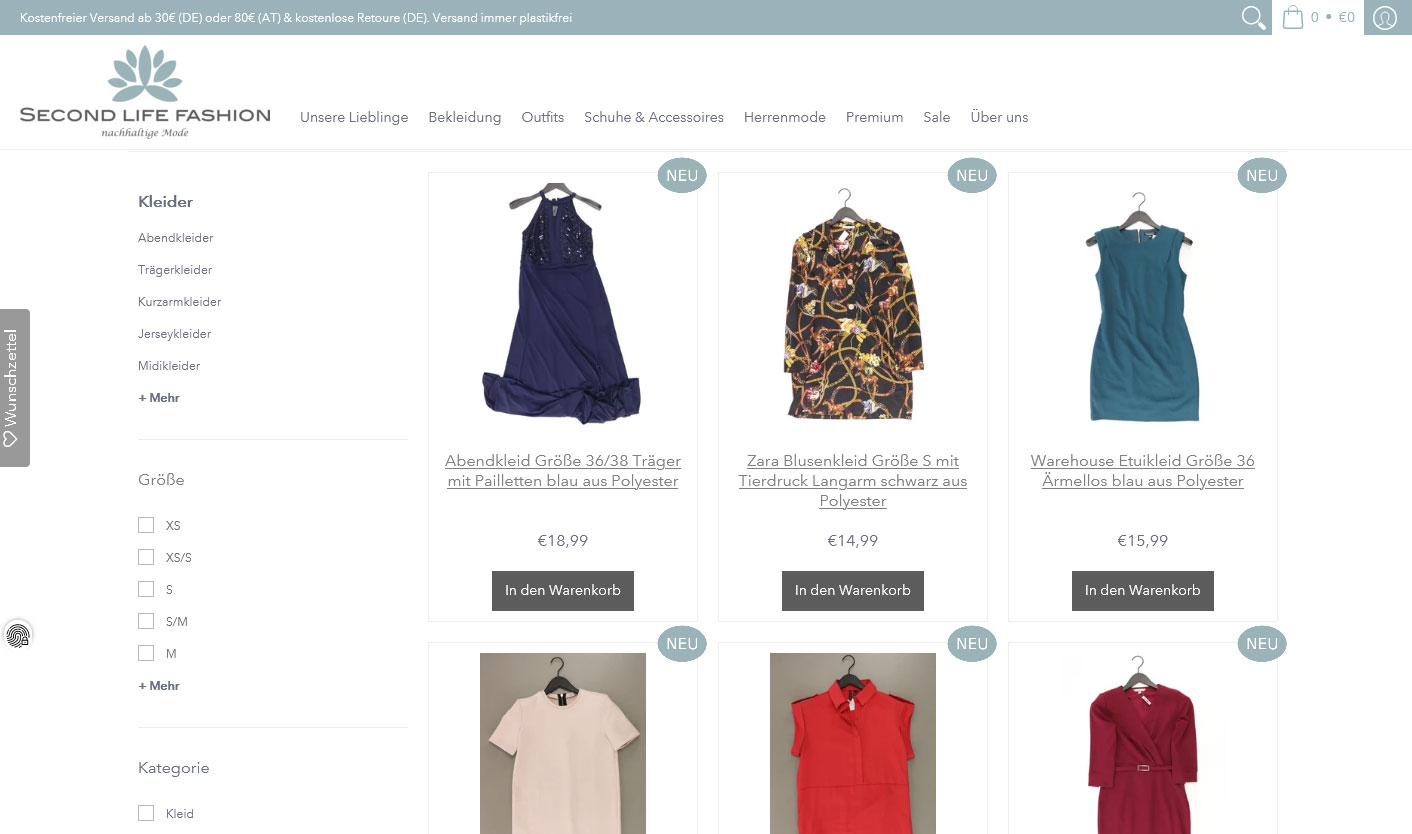 Kostenfreier Versand ab 30€ (DE) oder 80€ (AT) & kostenlose Retoure (DE). Versand immer plastikfrei
0 • €0
SECOND LIFE FASHION
nachhaltige Mode
Unsere Lieblinge Bekleidung Outfits Schuhe & Accessoires Herrenmode Premium Sale Über uns
Wunschzettel
Kleider
Abendkleider
Trägerkleider
Kurzarmkleider
Jerseykleider
Midikleider
+ Mehr
Größe
XS
XS/S
S
S/M
M
+ Mehr
Kategorie
Kleid
NEU
Abendkleid Größe 36/38 Träger
mit Pailletten blau aus Polyester
€18,99
In den Warenkorb
NEU
Zara Blusenkleid Größe S mit
Tierdruck Langarm schwarz aus
Polyester
€14,99
In den Warenkorb
NEU
Warehouse Etuikleid Größe 36
Ärmellos blau aus Polyester
€15,99
In den Warenkorb
NEU
NEU
NEU